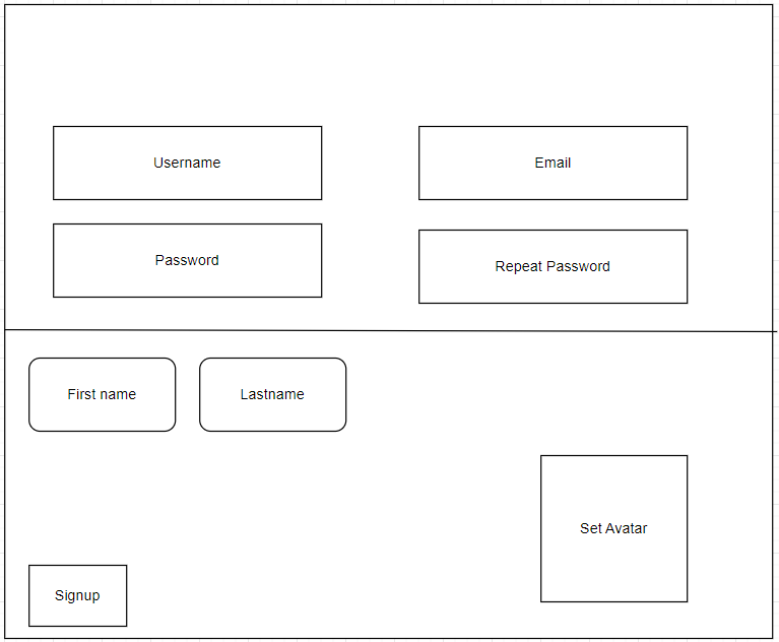 Username
Email
Password
Repeat Password
First name
Lastname
Set Avatar
Signup